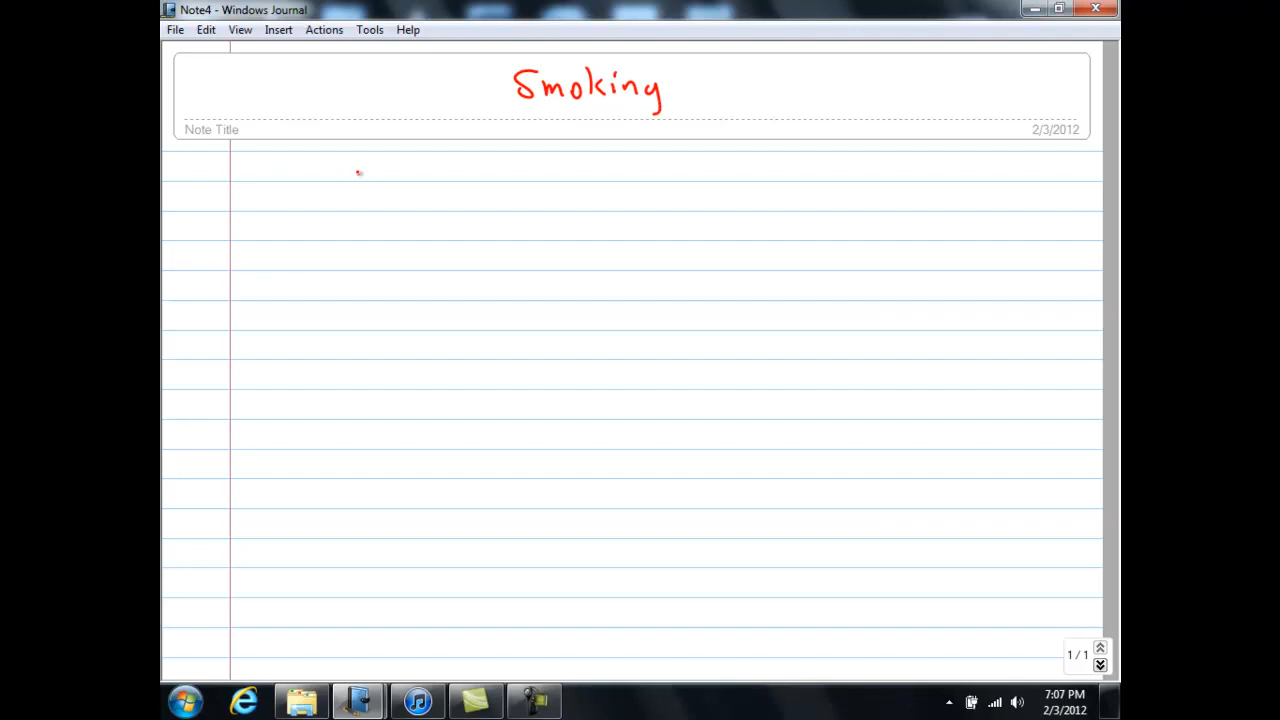 Note4 - Windows Journal
File Edit View Insert Actions Tools Help
Smoking
Note Title 2/3/2012
1 / 1
7:07 PM
2/3/2012